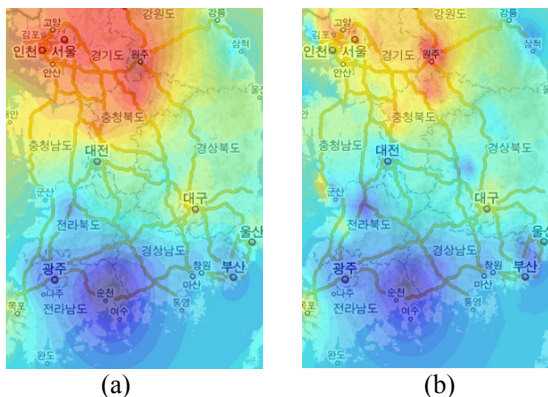 강원도
강릉
고양
김포
경기도
삼척
인천
서울
원주
안산
충청북도
충청남도
울산
대전
경상북도
군산
대구
전라북도
울산
경상남도
광주
창원
부산
나주
순천
마산
목포
전라남도
여수
통영
완도
(a)
강원도
강릉
고양
김포
경기도
삼척
인천
서울
원주
안산
충청북도
충청남도
대전
경상북도
군산
대구
전라북도
울산
경상남도
광주
창원
부산
나주
순천
마산
목포
전라남도
여수
통영
완도
(b)